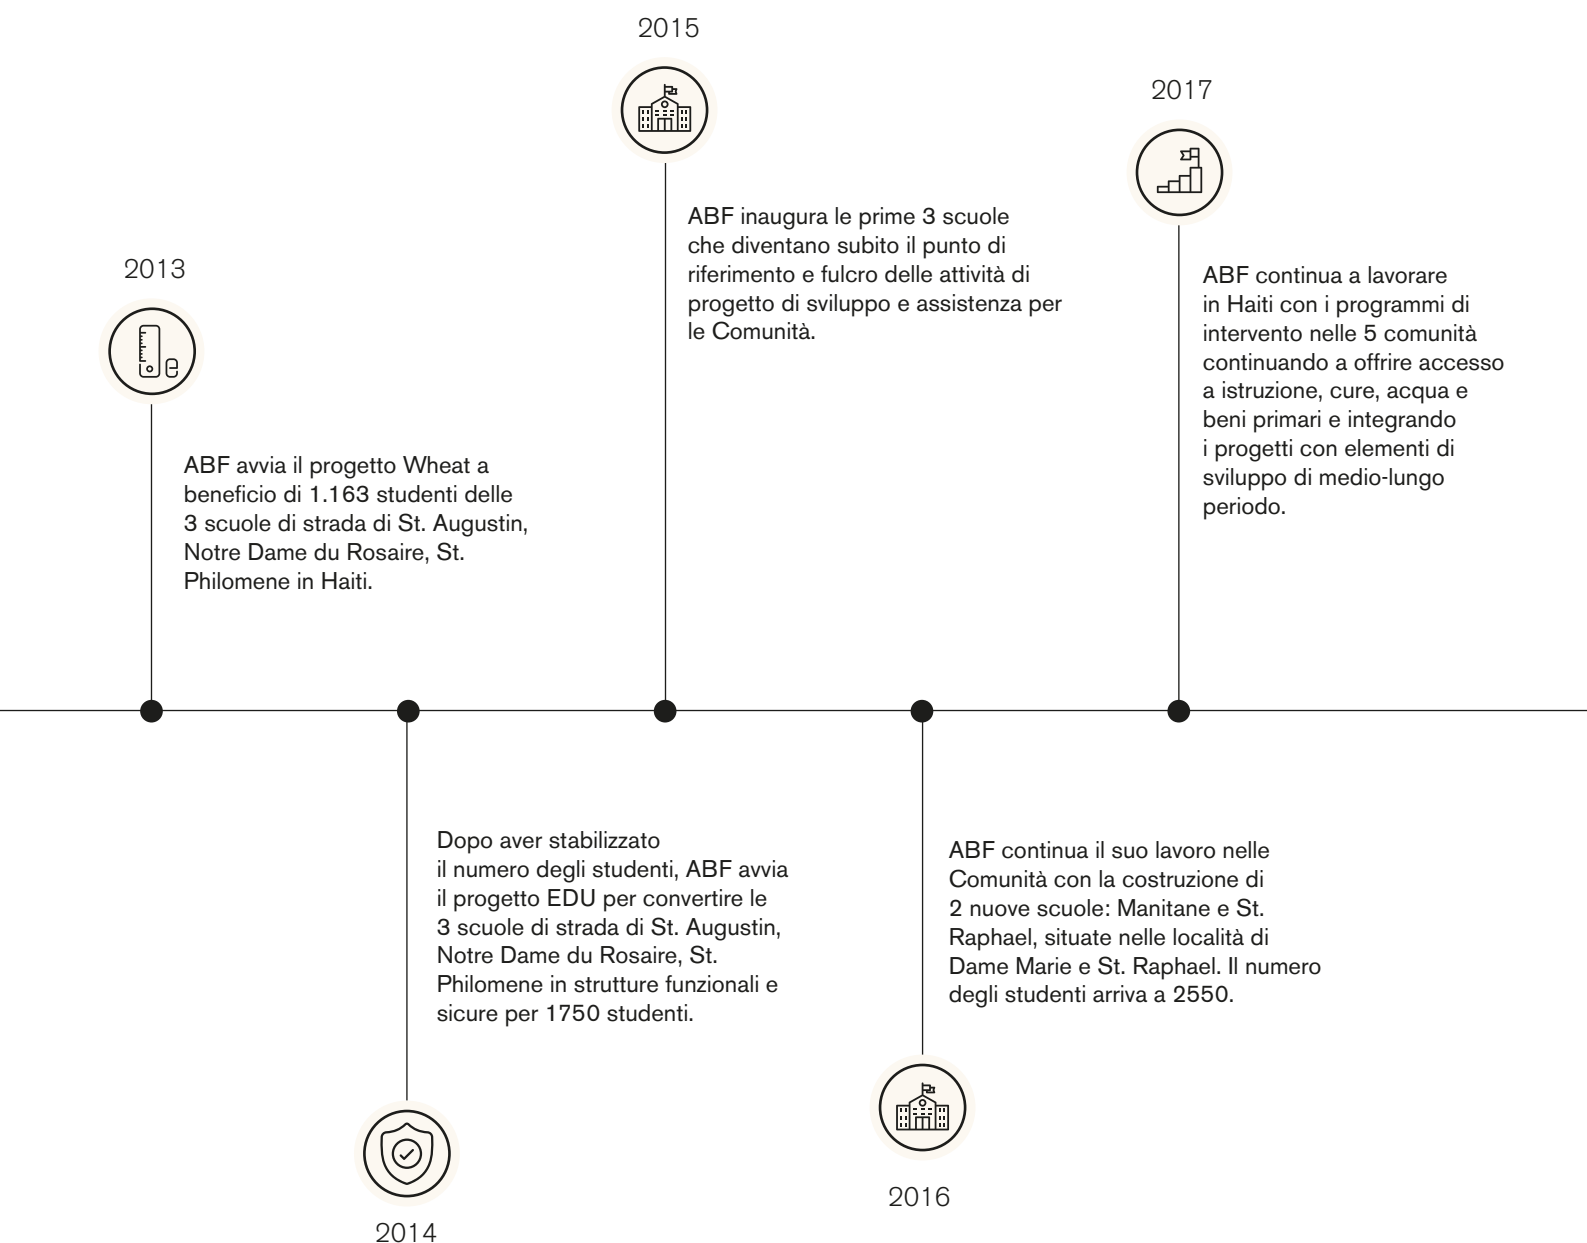 2013
ABF avvia il progetto Wheat a
beneficio di 1.163 studenti delle
3 scuole di strada di St. Augustin,
Notre Dame du Rosaire, St.
Philomene in Haiti.
Dopo aver stabilizzato
il numero degli studenti, ABF avvia
il progetto EDU per convertire le
3 scuole di strada di St. Augustin,
Notre Dame du Rosaire, St.
Philomene in strutture funzionali e
sicure per 1750 studenti.
2014
2015
ABF inaugura le prime 3 scuole
che diventano subito il punto di
riferimento e fulcro delle attività di
progetto di sviluppo e assistenza per
le Comunità.
ABF continua il suo lavoro nelle
Comunità con la costruzione di
2 nuove scuole: Manitane e St.
Raphael, situate nelle località di
Dame Marie e St. Raphael. Il numero
degli studenti arriva a 2550.
2016
2017
ABF continua a lavorare
in Haiti con i programmi di
intervento nelle 5 comunità
continuando a offrire accesso
a istruzione, cure, acqua e
beni primari e integrando
i progetti con elementi di
sviluppo di medio-lungo
periodo.